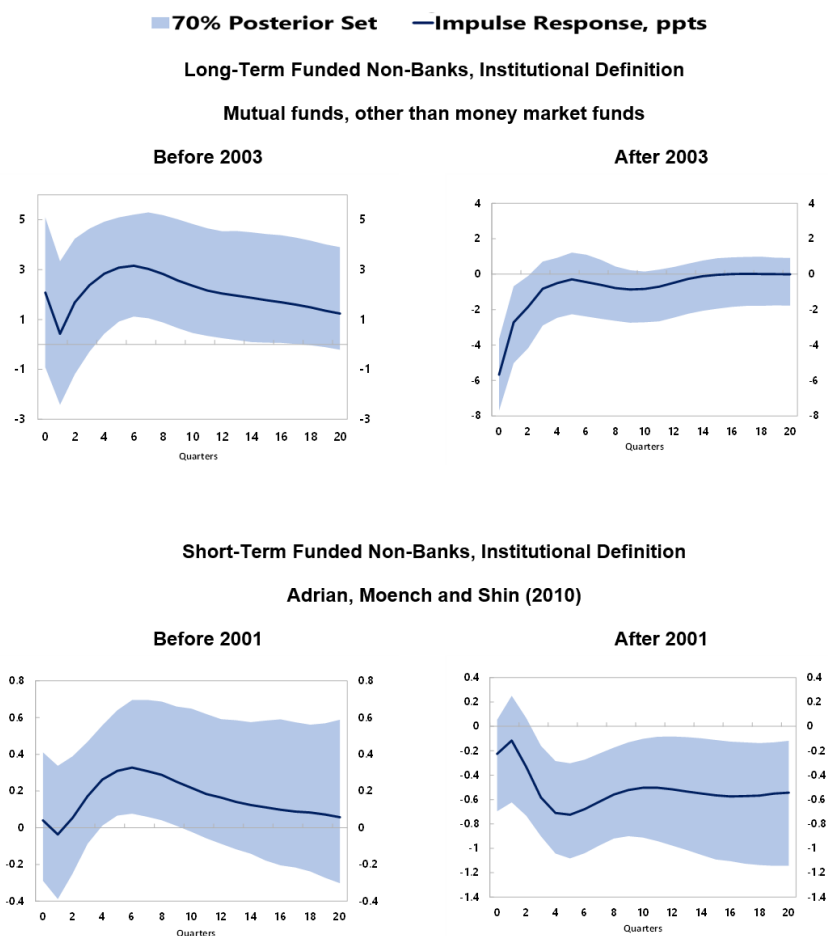 70% Posterior Set Impulse Response, ppts
Long-Term Funded Non-Banks, Institutional Definition
Mutual funds, other than money market funds
Before 2003 After 2003
5 5
3 3
1 1
-1 -1
-3 -3
0 2 4 6 8 10 12 14 16 18 20
Quarters
4 4
2 2
0 0
-2 -2
-4 -4
-6 -6
-8 -8
0 2 4 6 8 10 12 14 16 18 20
Quarters
Short-Term Funded Non-Banks, Institutional Definition
Adrian, Moench and Shin (2010)
Before 2001 After 2001
0.8 0.8
0.6 0.6
0.4 0.4
0.2 0.2
0 0
-0.2 -0.2
-0.4 -0.4
0 2 4 6 8 10 12 14 16 18 20
Quarters
0.4 0.4
0.2 0.2
0 0
-0.2 -0.2
-0.4 -0.4
-0.6 -0.6
-0.8 -0.8
-1 -1
-1.2 -1.2
-1.4 -1.4
0 2 4 6 8 10 12 14 16 18 20
Quarters